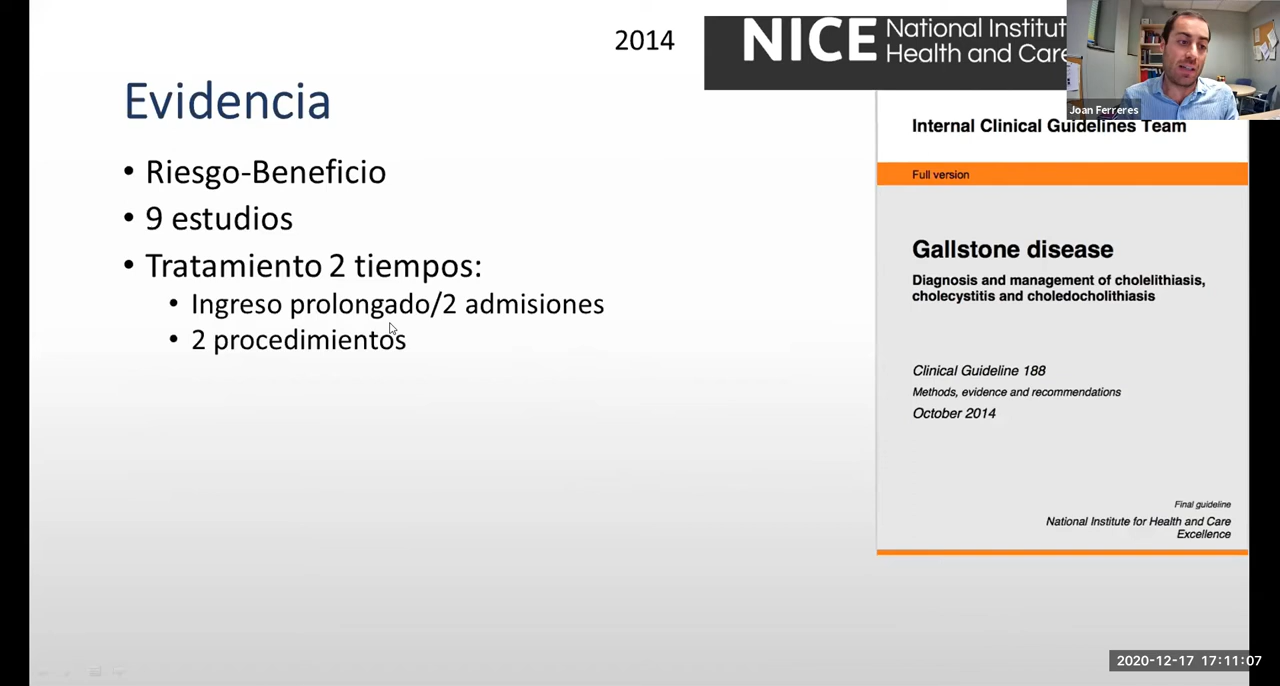 2014
NICE National Institut
Health and Care
Joan Ferreres
Evidencia
• Riesgo-Beneficio
• 9 estudios
• Tratamiento 2 tiempos:
• Ingreso prolongado/2 admisiones
• 2 procedimientos
Internal Clinical Guidelines Team
Full version
Gallstone disease
Diagnosis and management of cholelithiasis,
cholecystitis and choledocholithiasis
Clinical Guideline 188
Methods, evidence and recommendations
October 2014
Final guideline
National Institute for Health and Care
Excellence
2020-12-17 17:11:07